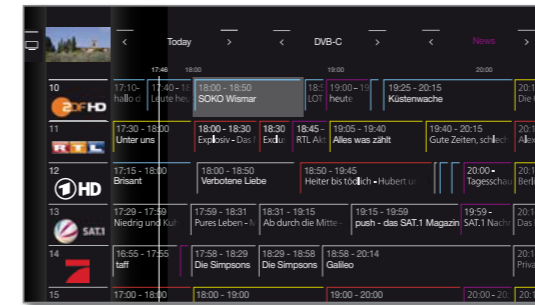 < Today > < DVB-C > < News >
17:46 18:00 19:00 20:00
10 17:10- 17:40 - 18 18:00 - 18:50 18:5 19:00 - 19 19:25 - 20:15 20:1
ZDF HD hallo d Leute heu SOKO Wismar LOT heute Küstenwache Die
11 17:30 - 18:00 18:00 - 18:30 18:30 18:45 - 19:05 - 19:40 19:40 - 20:15 20:1
RTL Unter uns Explosiv - Das Exclu RTL Akt Alles was zählt Gute Zeiten, schlech Alex
12 17:15 - 18:00 18:00 - 18:50 18:50 - 19:45 20:00 - 20:1
1 HD Brisant Verbotene Liebe Heiter bis tödlich - Hubert u Tagesschau Berli
13 17:29 - 17:59 17:59 - 18:31 18:31 - 19:15 19:15 - 19:59 19:59 - 20:1
SAT.1 Niedrig und Kuh Pures Leben - M Ab durch die Mitte - push - das SAT.1 Magazin SAT.1 Nachr Das
14 16:55 - 17:55 17:58 - 18:29 18:29 - 18:58 18:58 - 20:14 20:1
taff Die Simpsons Die Simpsons Galileo Priva
15 17:00 - 18:00 18:00 - 19:00 19:00 - 20:00 20:00 - 20: 20:1